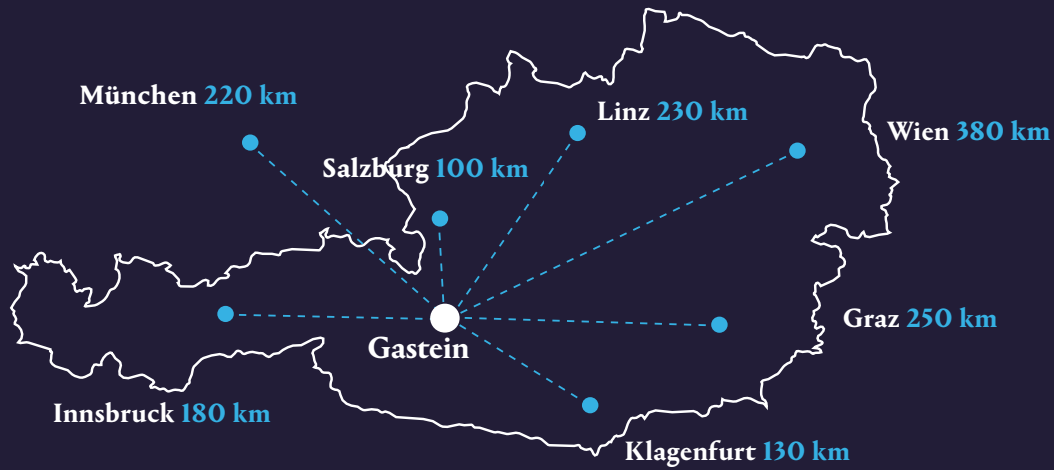 München 220 km
Linz 230 km
Wien 380 km
Salzburg 100 km
Graz 250 km
Gastein
Innsbruck 180 km
Klagenfurt 130 km